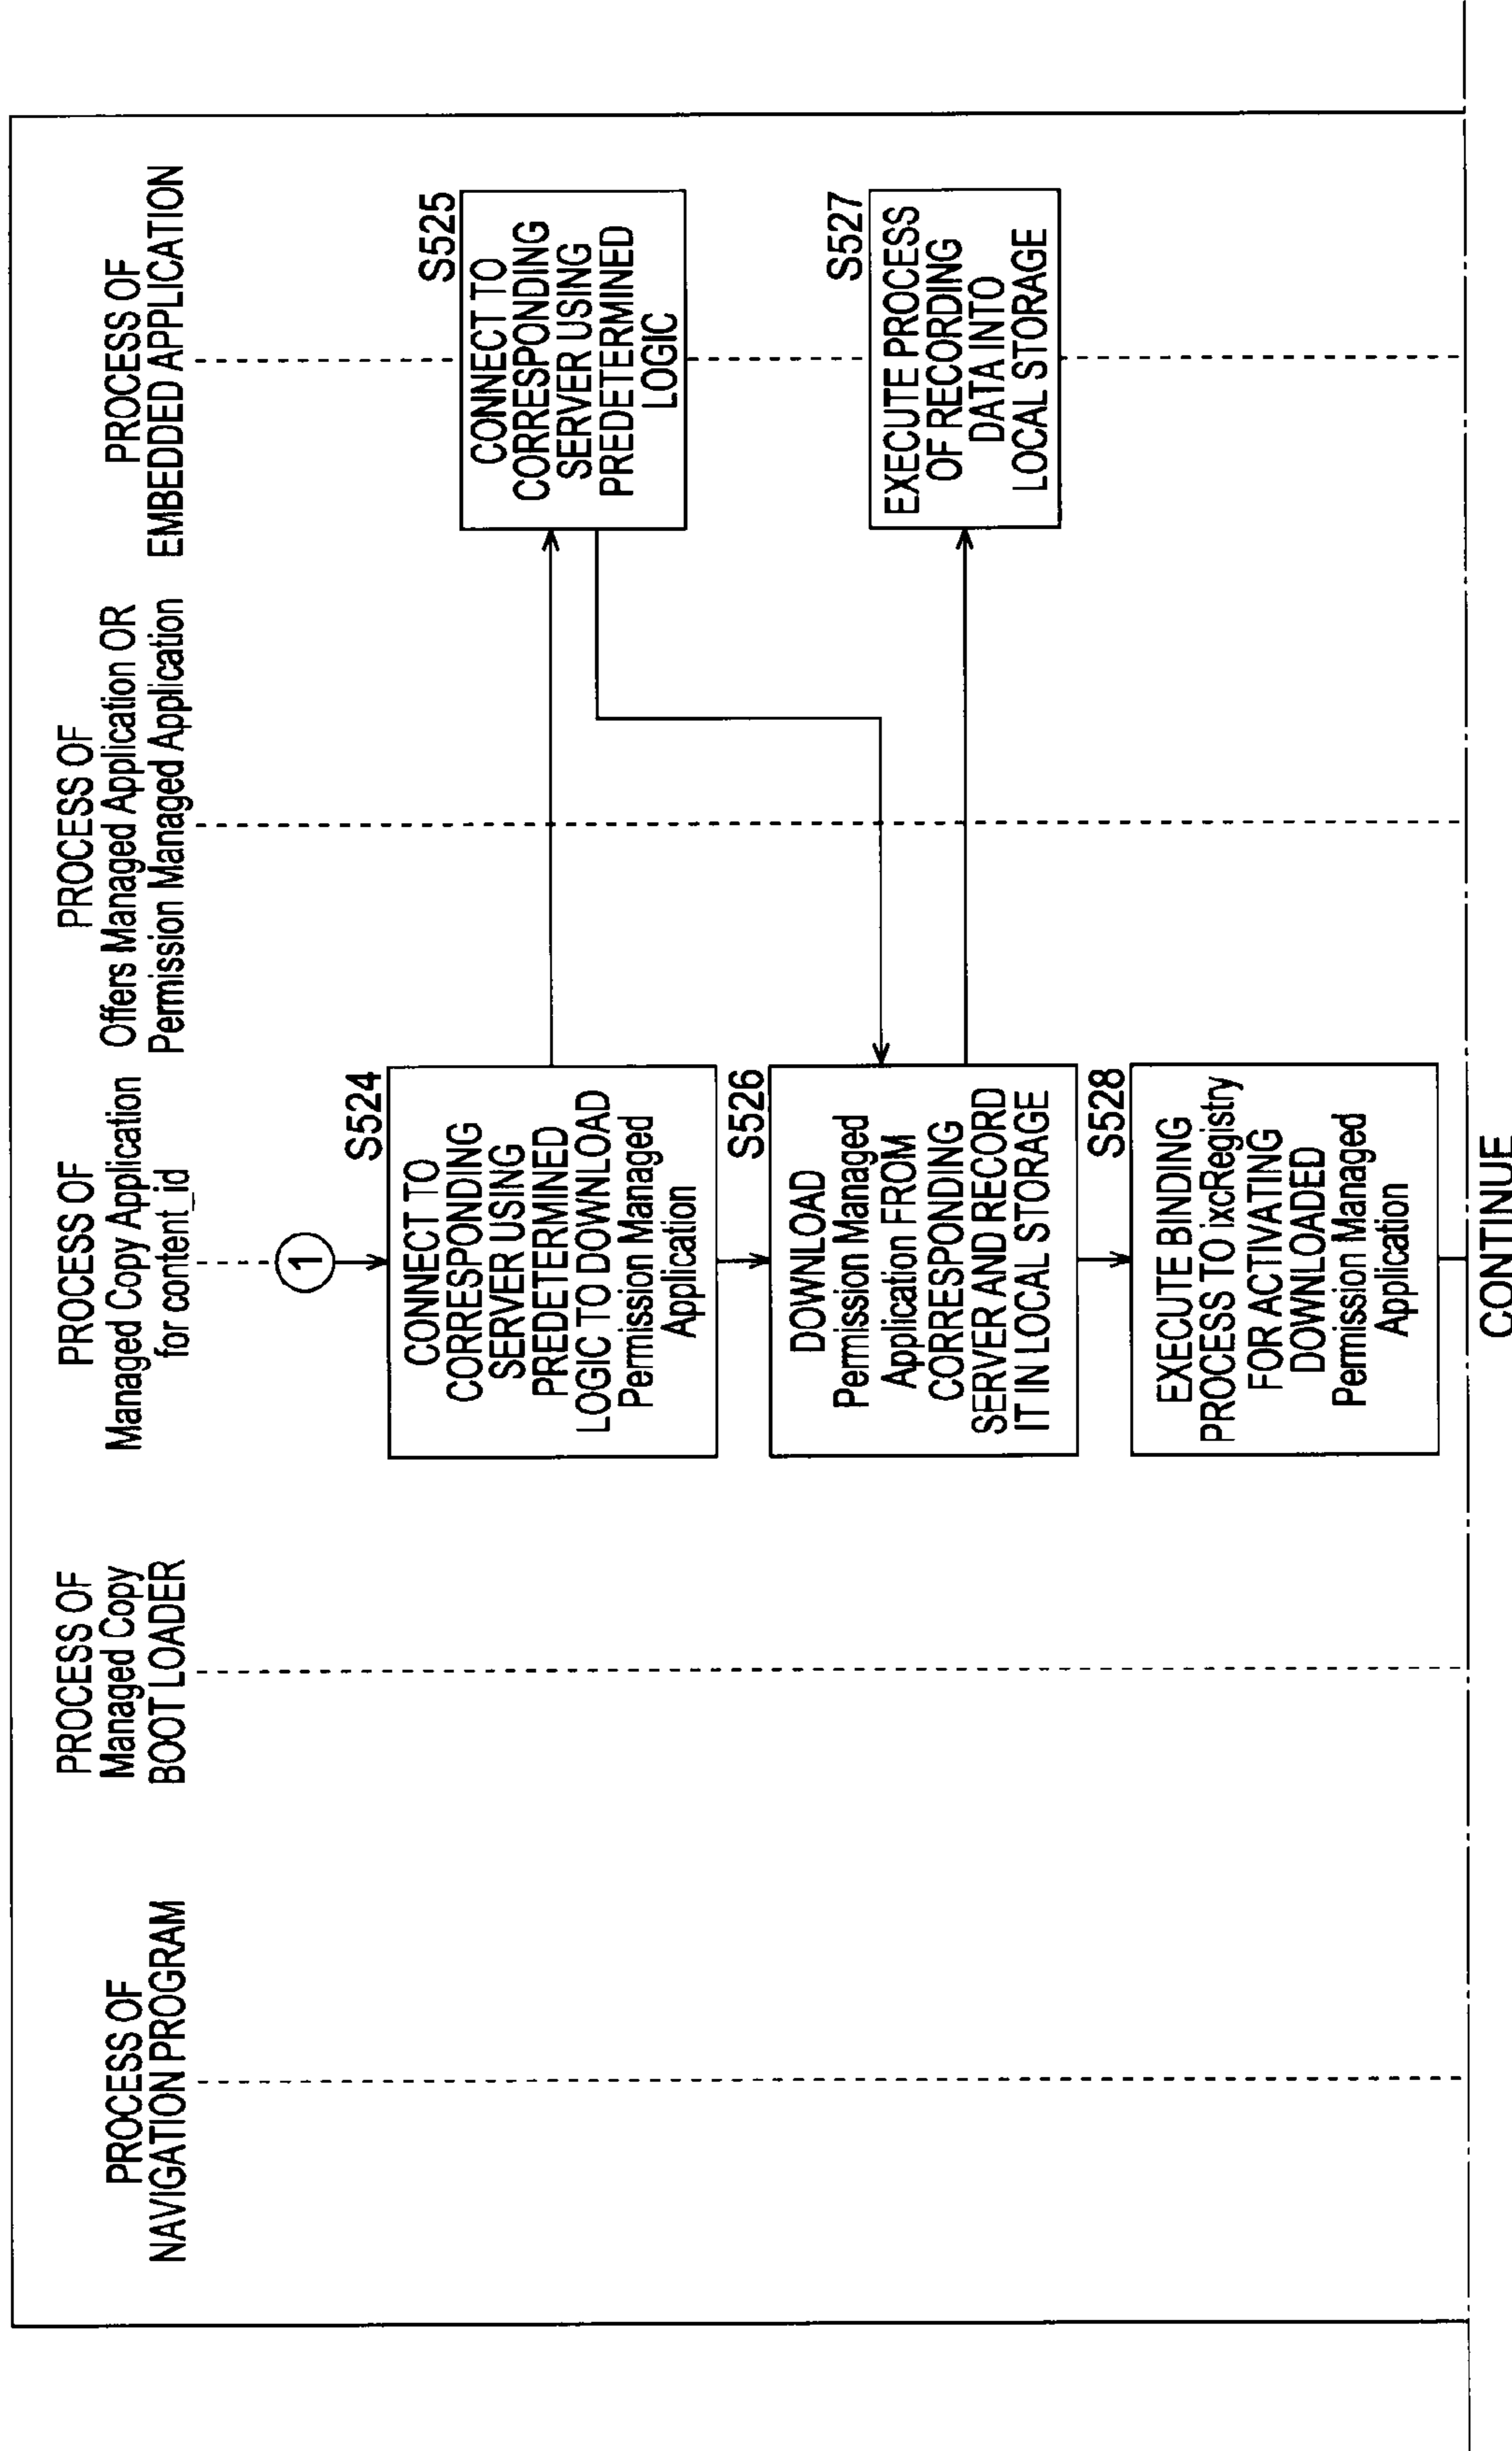 PROCESS OF
NAVIGATION PROGRAM
PROCESS OF
Managed Copy
BOOT LOADER
PROCESS OF
Managed Copy Application
for content_id
PROCESS OF
Offers Managed Application OR
Permission Managed Application
PROCESS OF
EMBEDDED APPLICATION
1
S524
CONNECT TO
CORRESPONDING
SERVER USING
PREDETERMINED
LOGIC TO DOWNLOAD
Permission Managed
Application
S525
CONNECT TO
CORRESPONDING
SERVER USING
PREDETERMINED
LOGIC
S526
DOWNLOAD
Permission Managed
Application FROM
CORRESPONDING
SERVER AND RECORD
IT IN LOCAL STORAGE
S527
EXECUTE PROCESS
OF RECORDING
DATA INTO
LOCAL STORAGE
S528
EXECUTE BINDING
PROCESS TO ixcRegistry
FOR ACTIVATING
DOWNLOADED
Permission Managed
Application
CONTINUE